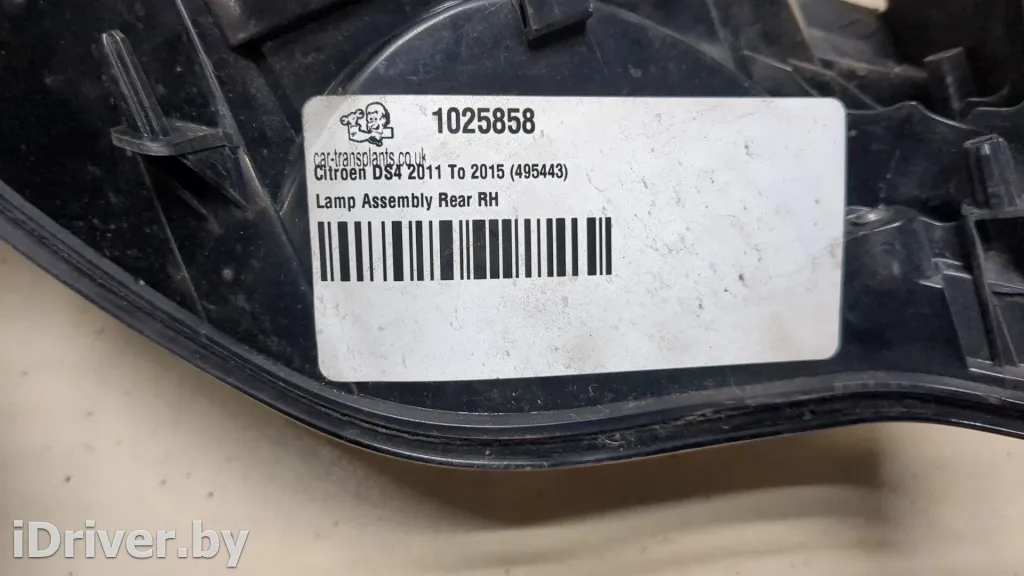 1025858
car-transplants.co.uk
Citroen DS4 2011 To 2015 (495443)
Lamp Assembly Rear RH
iDriver.by